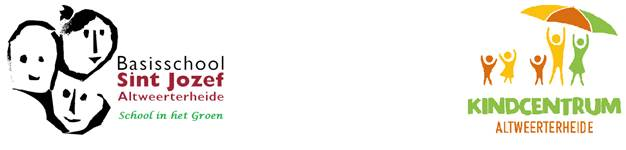 Basisschool
Sint Jozef
Altweerterheide
School in het Groen
KINDCENTRUM
ALTWEERTERHEIDE